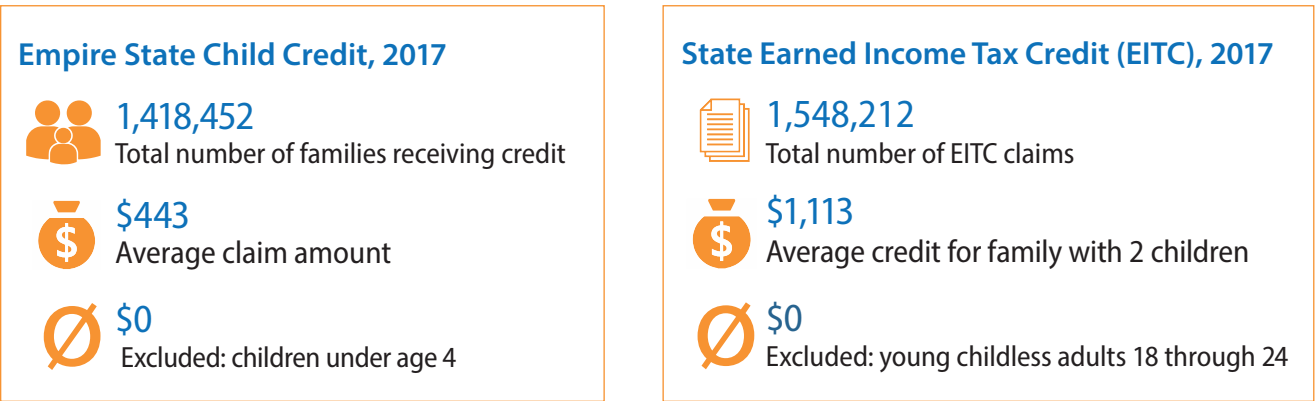 Empire State Child Credit, 2017
1,418,452
Total number of families receiving credit
$443
Average claim amount
$0
Excluded: children under age 4
State Earned Income Tax Credit (EITC), 2017
1,548,212
Total number of EITC claims
$1,113
Average credit for family with 2 children
$0
Excluded: young childless adults 18 through 24